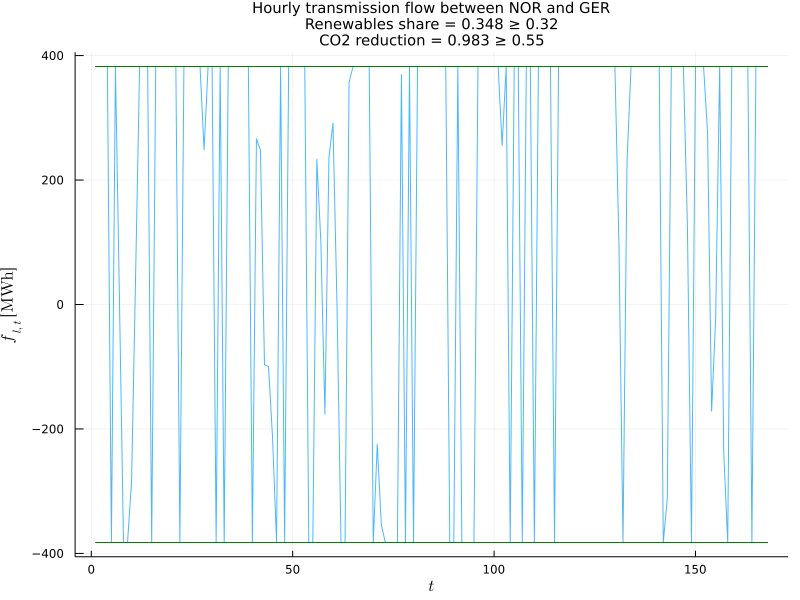 Hourly transmission flow between NOR and GER
Renewables share = 0.348 ≥ 0.32
CO2 reduction = 0.983 ≥ 0.55
400
200
0
−200
−400
f_{l,t} [MWh]
0
50
100
150
t